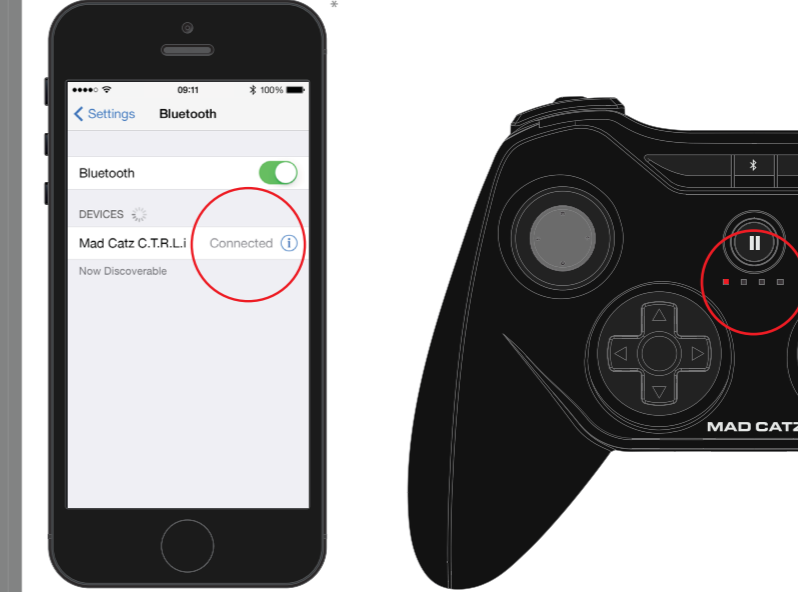 *
09:11 100%
Settings Bluetooth
Bluetooth
DEVICES
Mad Catz C.T.R.L.i Connected i
Now Discoverable
MAD CATZ